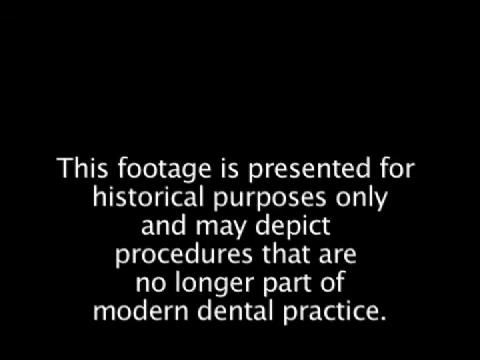 This footage is presented for
historical purposes only
and may depict
procedures that are
no longer part of
modern dental practice.